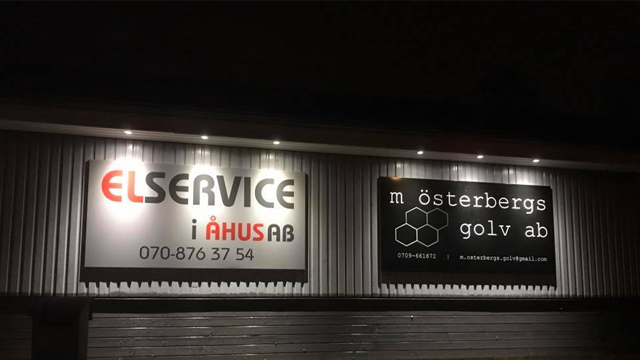 ELSERVICE
i ÅHUS AB
070-876 37 54
m österbergs
golv ab
0709-661872 | m.osterbergs.golv@gmail.com